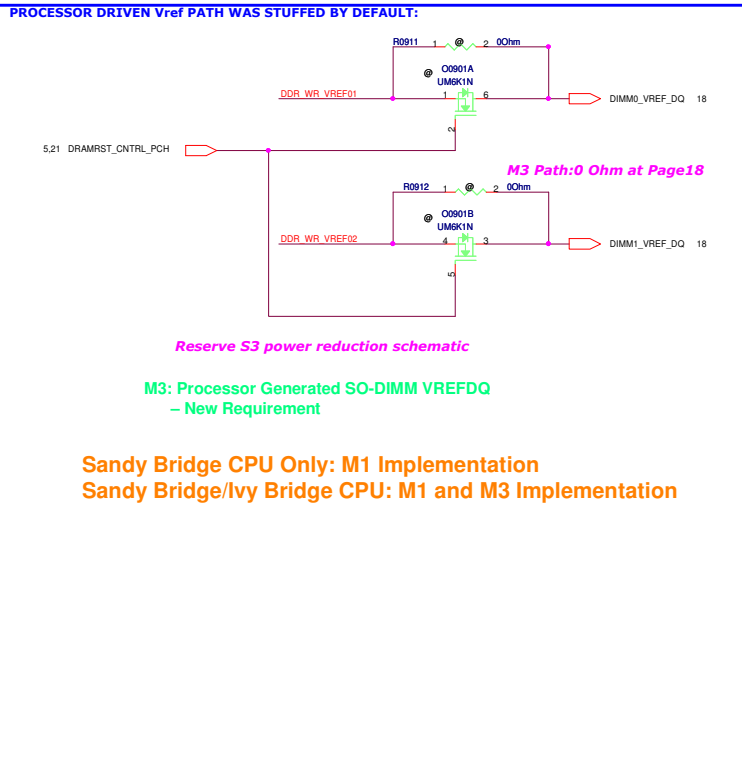 PROCESSOR DRIVEN Vref PATH WAS STUFFED BY DEFAULT:
R0911 1 @ 2 0Ohm
@ O0901A
UM6K1N
DDR_WR_VREF01 1 6 DIMM0_VREF_DQ 18
2
5,21 DRAMRST_CNTRL_PCH
M3 Path:0 Ohm at Page18
R0912 1 @ 2 0Ohm
@ O0901B
UM6K1N
DDR_WR_VREF02 4 3 DIMM1_VREF_DQ 18
5
Reserve S3 power reduction schematic
M3: Processor Generated SO-DIMM VREFDQ
– New Requirement
Sandy Bridge CPU Only: M1 Implementation
Sandy Bridge/Ivy Bridge CPU: M1 and M3 Implementation